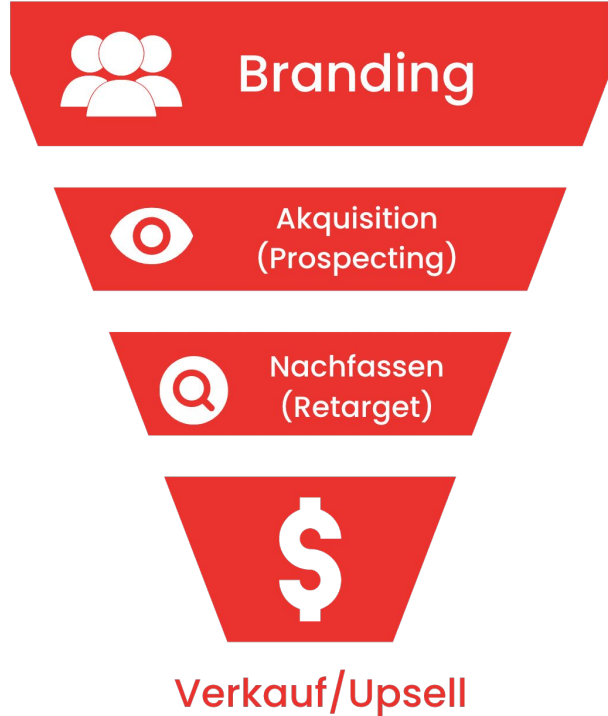 Branding
Akquisition
(Prospecting)
Nachfassen
(Retarget)
$
Verkauf/Upsell